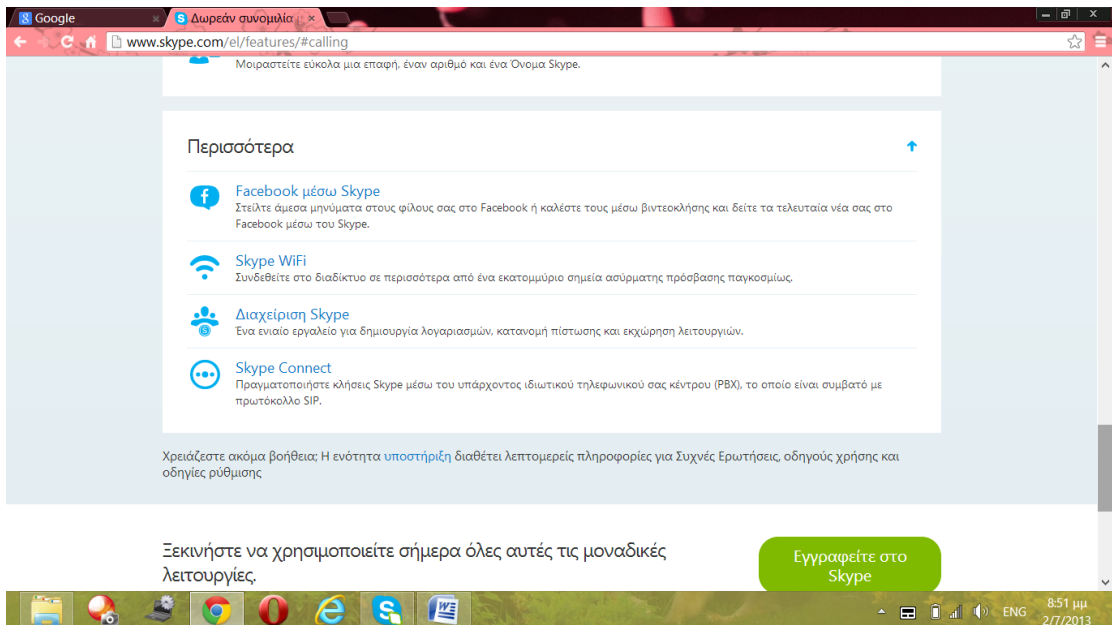 Google
Δωρεάν συνομιλία
www.skype.com/el/features/#calling
Μοιραστείτε εύκολα μια επαφή, έναν αριθμό και ένα Όνομα Skype.
Περισσότερα
Facebook μέσω Skype
Στείλτε άμεσα μηνύματα στους φίλους σας στο Facebook ή καλέστε τους μέσω βιντεοκλήσης και δείτε τα τελευταία νέα σας στο
Facebook μέσω του Skype.
Skype WiFi
Συνδεθείτε στο διαδίκτυο σε περισσότερα από ένα εκατομμύριο σημεία ασύρματης πρόσβασης παγκοσμίως.
Διαχείριση Skype
Ένα ενιαίο εργαλείο για δημιουργία λογαριασμών, κατανομή πίστωσης και εκχώρηση λειτουργιών.
Skype Connect
Πραγματοποιήστε κλήσεις Skype μέσω του υπάρχοντος ιδιωτικού τηλεφωνικού σας κέντρου (PBX), το οποίο είναι συμβατό με
πρωτόκολλο SIP.
Χρειάζεστε ακόμα βοήθεια; Η ενότητα υποστήριξη διαθέτει λεπτομερείς πληροφορίες για Συχνές Ερωτήσεις, οδηγούς χρήσης και
οδηγίες ρύθμισης
Ξεκινήστε να χρησιμοποιείτε σήμερα όλες αυτές τις μοναδικές
λειτουργίες.
Εγγραφείτε στο
Skype
ENG
8:51 μμ
2/7/2013